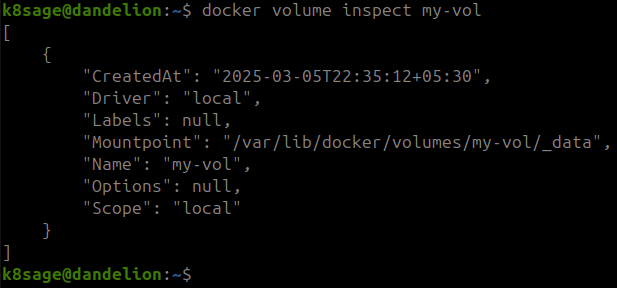 k8sage@dandelion:~$ docker volume inspect my-vol
[
    {
        "CreatedAt": "2025-03-05T22:35:12+05:30",
        "Driver": "local",
        "Labels": null,
        "Mountpoint": "/var/lib/docker/volumes/my-vol/_data",
        "Name": "my-vol",
        "Options": null,
        "Scope": "local"
    }
]
k8sage@dandelion:~$